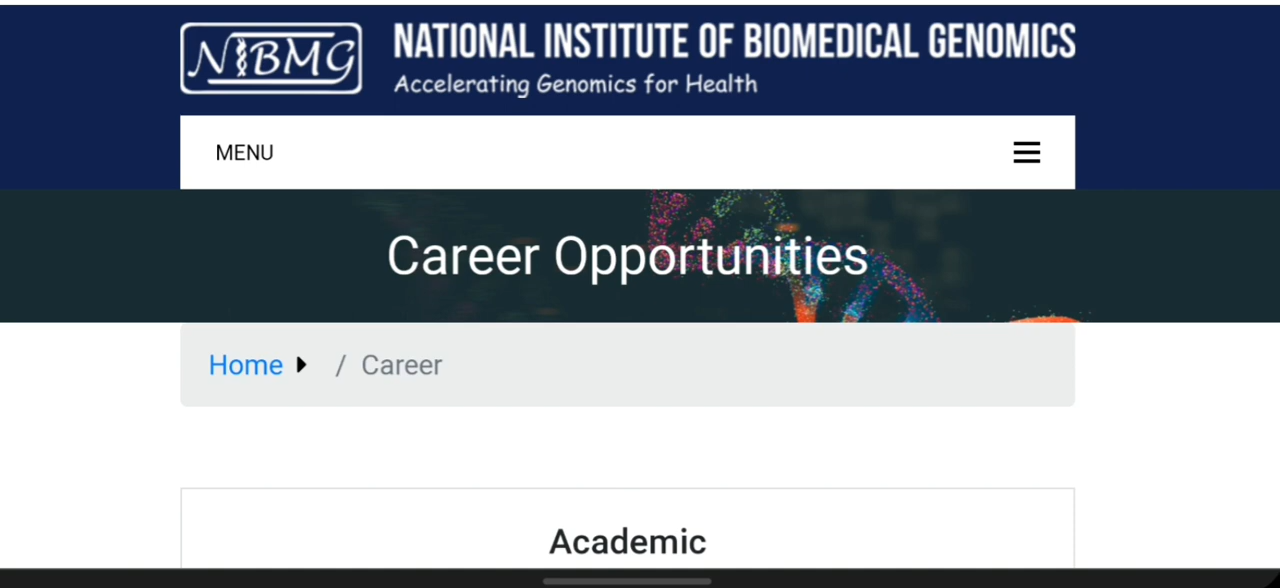 NIBMG
NATIONAL INSTITUTE OF BIOMEDICAL GENOMICS
Accelerating Genomics for Health
MENU
Career Opportunities
Home / Career
Academic